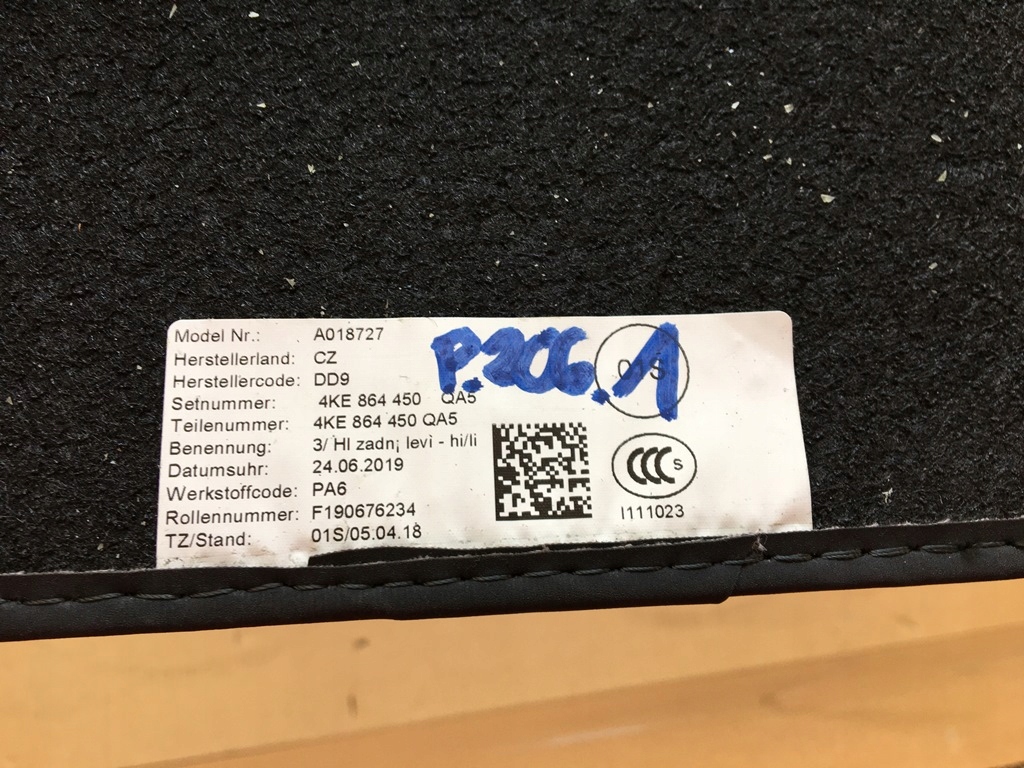 Model Nr.: A018727
Herstellerland: CZ
Herstellercode: DD9
Setnummer: 4KE 864 450 QA5
Teilenummer: 4KE 864 450 QA5
Benennung: 3/ HI zadn¡ levì - hi/li
Datumsuhr: 24.06.2019
Werkstoffcode: PA6
Rollennummer: F190676234
TZ/Stand: 01S/05.04.18
P.206.1
01S
CCC S
I111023